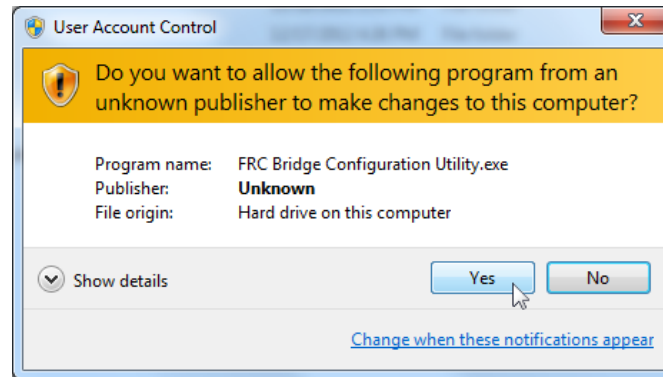 User Account Control
Do you want to allow the following program from an
unknown publisher to make changes to this computer?
Program name: FRC Bridge Configuration Utility.exe
Publisher: Unknown
File origin: Hard drive on this computer
Show details
Yes No
Change when these notifications appear